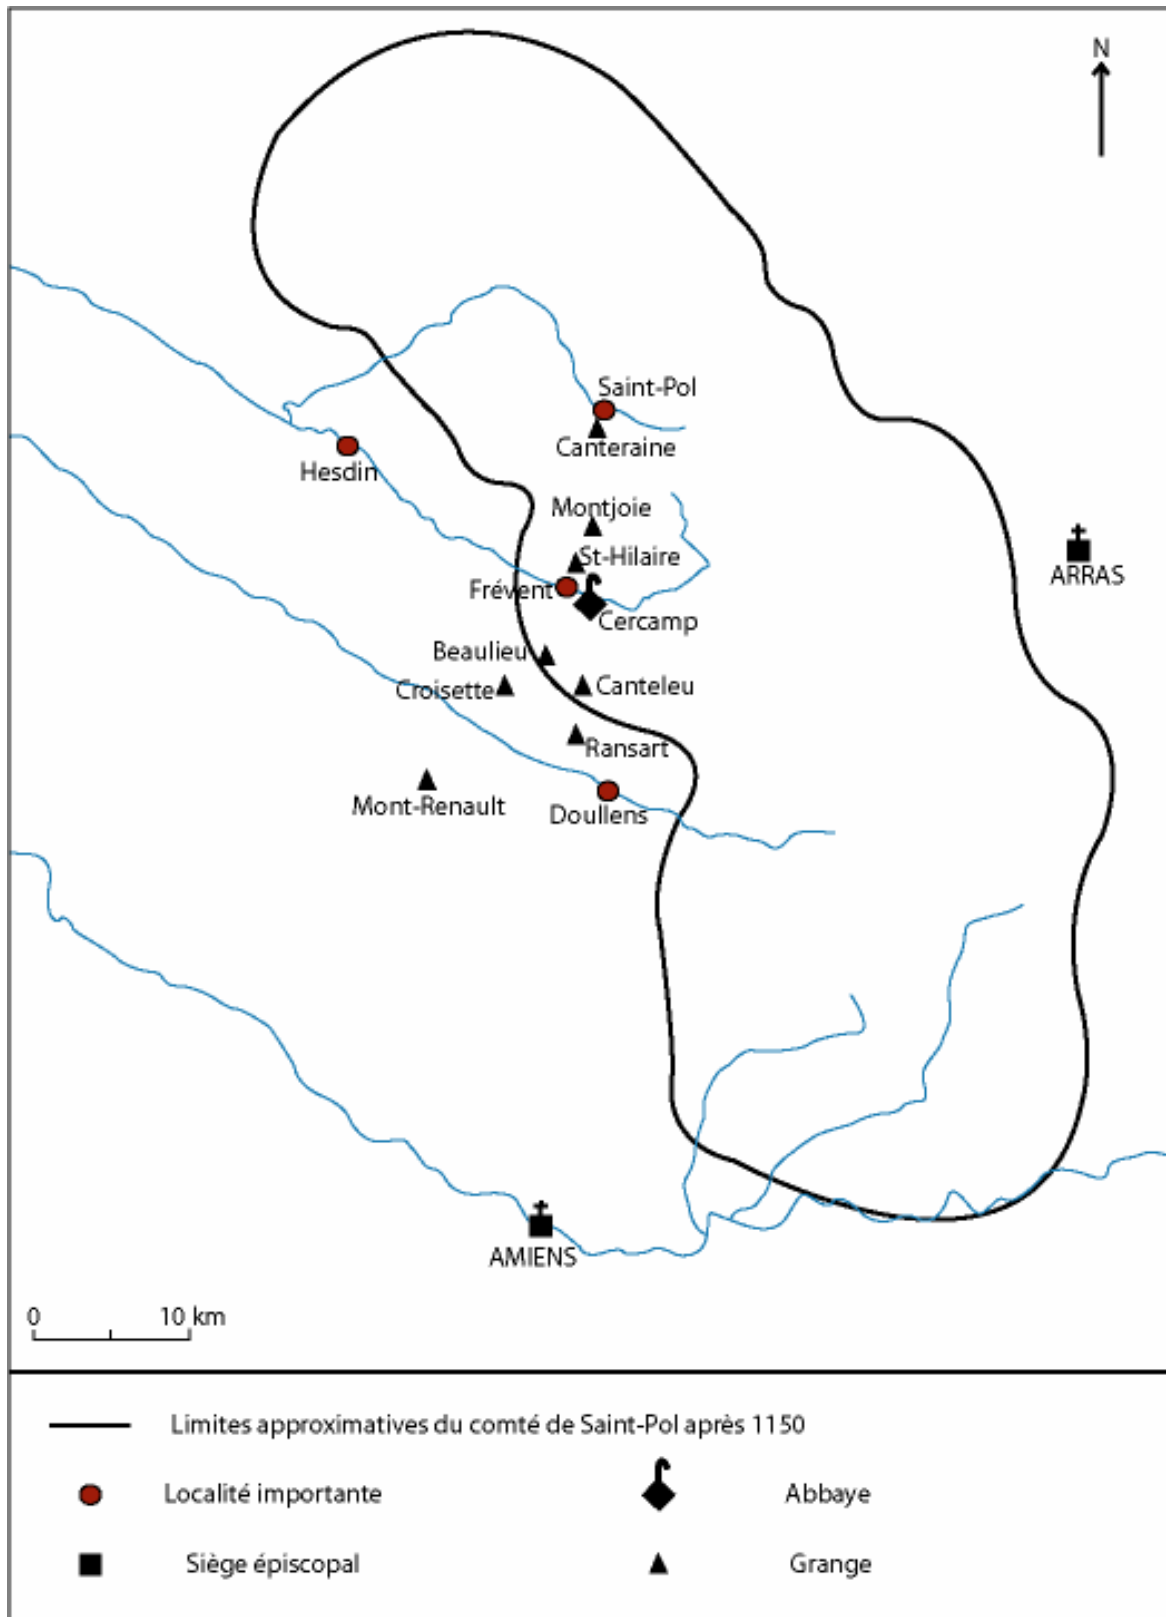 N
Saint-Pol
Canteraine
Hesdin
Montjoie
St-Hilaire
ARRAS
Frévent
Cercamp
Beaulieu
Croisette
Canteleu
Ransart
Mont-Renault
Doullens
AMIENS
0 10 km
Limites approximatives du comté de Saint-Pol après 1150
Localité importante
Abbaye
Siège épiscopal
Grange